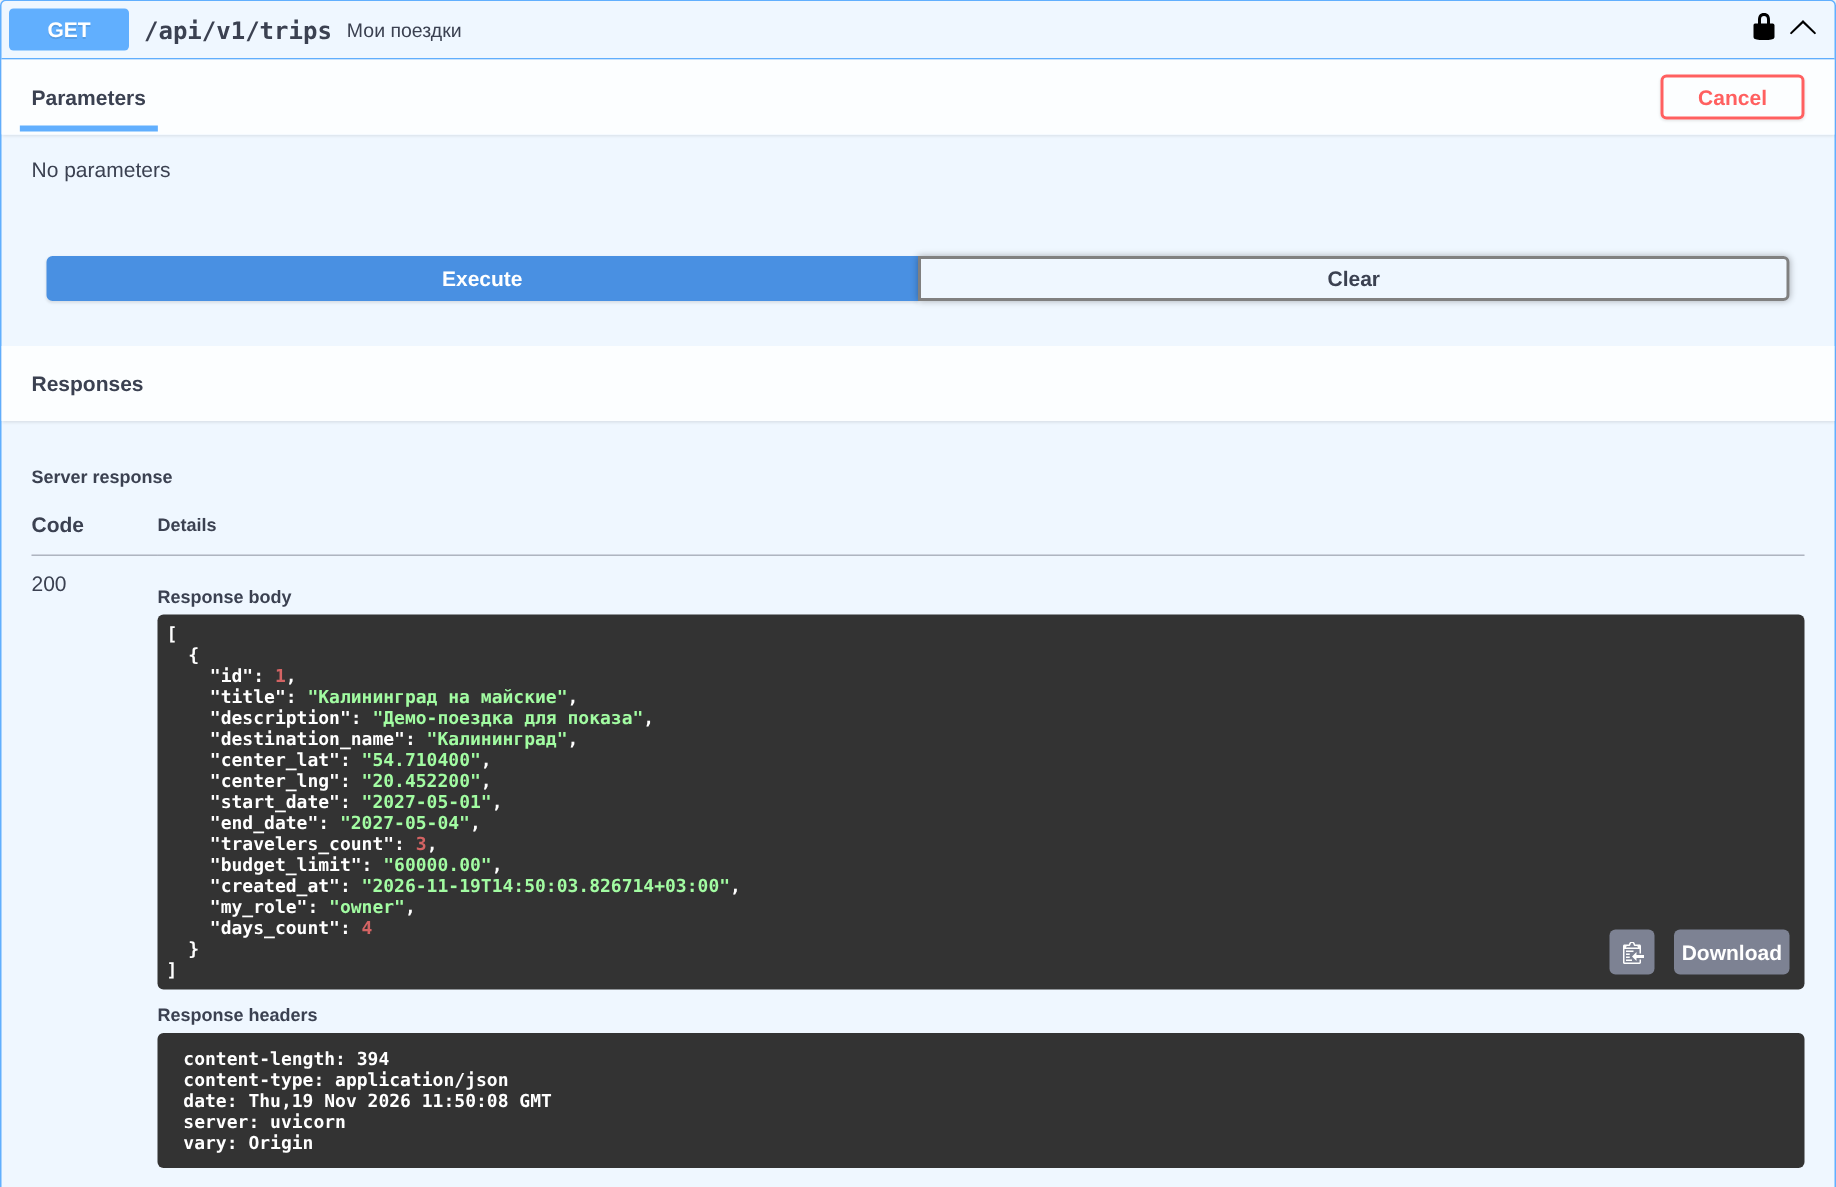 GET /api/v1/trips Мои поездки
Parameters
Cancel
No parameters
Execute
Clear
Responses
Server response
Code Details
200
Response body
[
  {
    "id": 1,
    "title": "Калининград на майские",
    "description": "Демо-поездка для показа",
    "destination_name": "Калининград",
    "center_lat": "54.710400",
    "center_lng": "20.452200",
    "start_date": "2027-05-01",
    "end_date": "2027-05-04",
    "travelers_count": 3,
    "budget_limit": "60000.00",
    "created_at": "2026-11-19T14:50:03.826714+03:00",
    "my_role": "owner",
    "days_count": 4
  }
]
Download
Response headers
content-length: 394
content-type: application/json
date: Thu,19 Nov 2026 11:50:08 GMT
server: uvicorn
vary: Origin